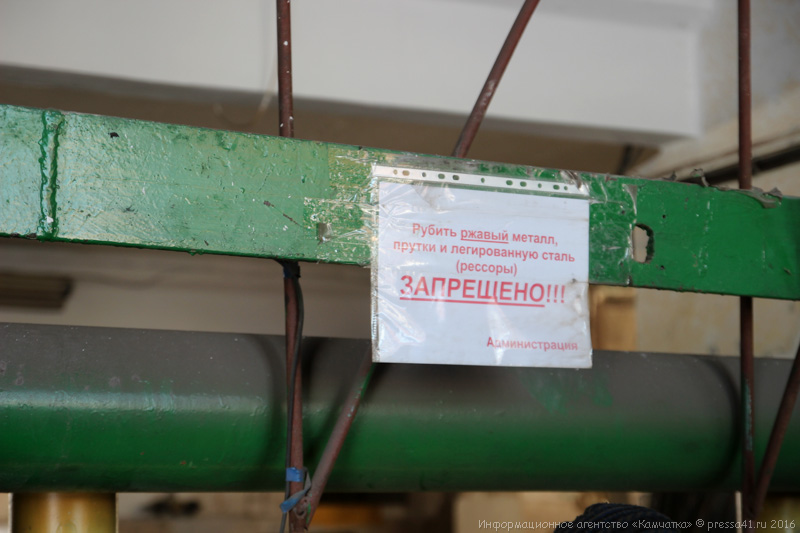 Рубить ржавый металл,
прутки и легированную сталь
(рессоры)
ЗАПРЕЩЕНО!!!
Администрация
Информационное агентство «Камчатка» © pressa41.ru 2016